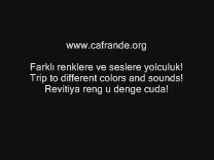 www.cafrande.org
Farklı renklere ve seslere yolculuk!
Trip to different colors and sounds!
Revitiya reng u denge cuda!